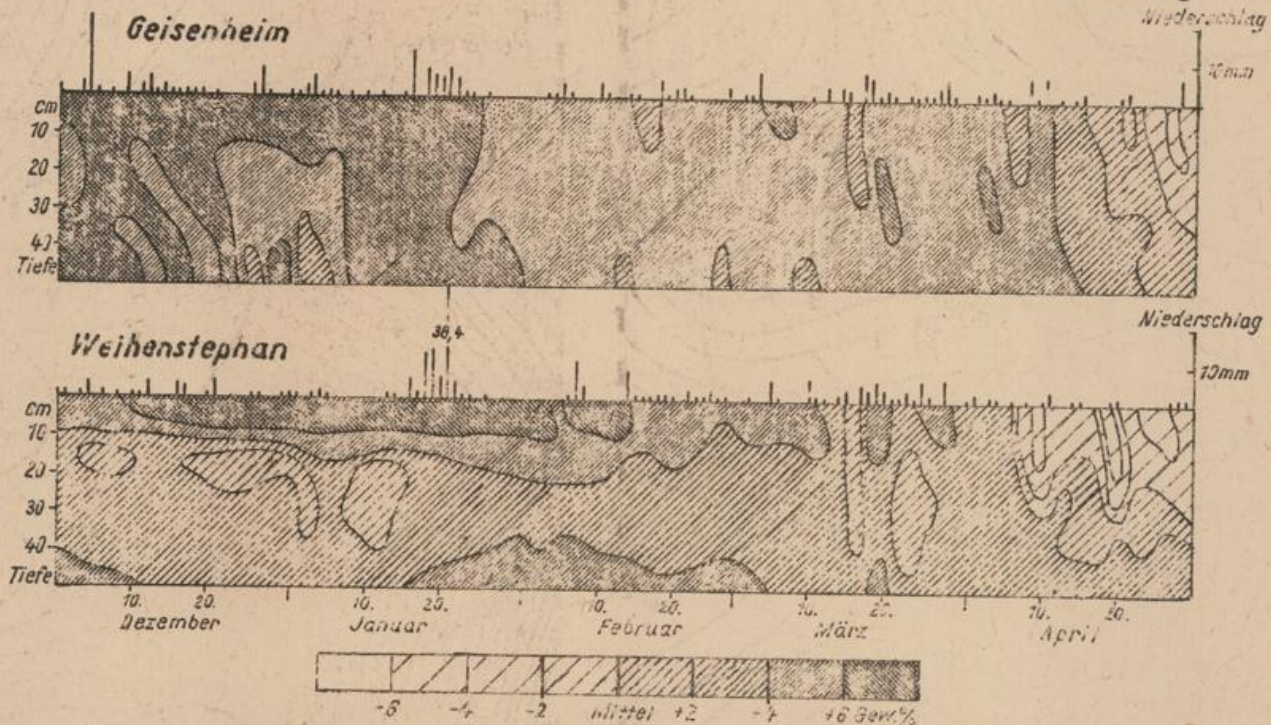 Niederschlag
Geisenheim
10mm
cm
10
20
30
40
Tiefe
Niederschlag
38,4
Weihenstephan
10mm
cm
10
20
30
40
Tiefe
10. 20. 10. 20. 10. 20. 10. 20. 10. 20.
Dezember Januar Februar März April
-6 -4 -2 Mittel +2 -4 +6 Gew.%